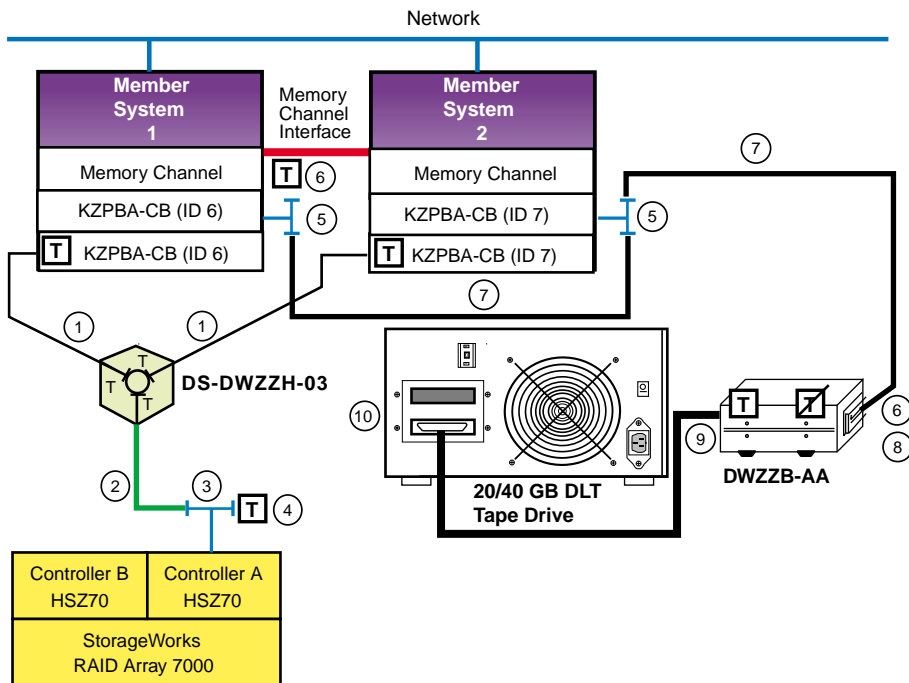 Network
Member
System
1
Memory
Channel
Interface
Member
System
2
Memory Channel
T 6
Memory Channel
7
KZPBA-CB (ID 6)
5
KZPBA-CB (ID 7)
5
T KZPBA-CB (ID 6)
T KZPBA-CB (ID 7)
7
1
1
T
T
T
DS-DWZZH-03
10
T
T
6
9
8
DWZZB-AA
2
3
T 4
20/40 GB DLT
Tape Drive
Controller B
HSZ70
Controller A
HSZ70
StorageWorks
RAID Array 7000